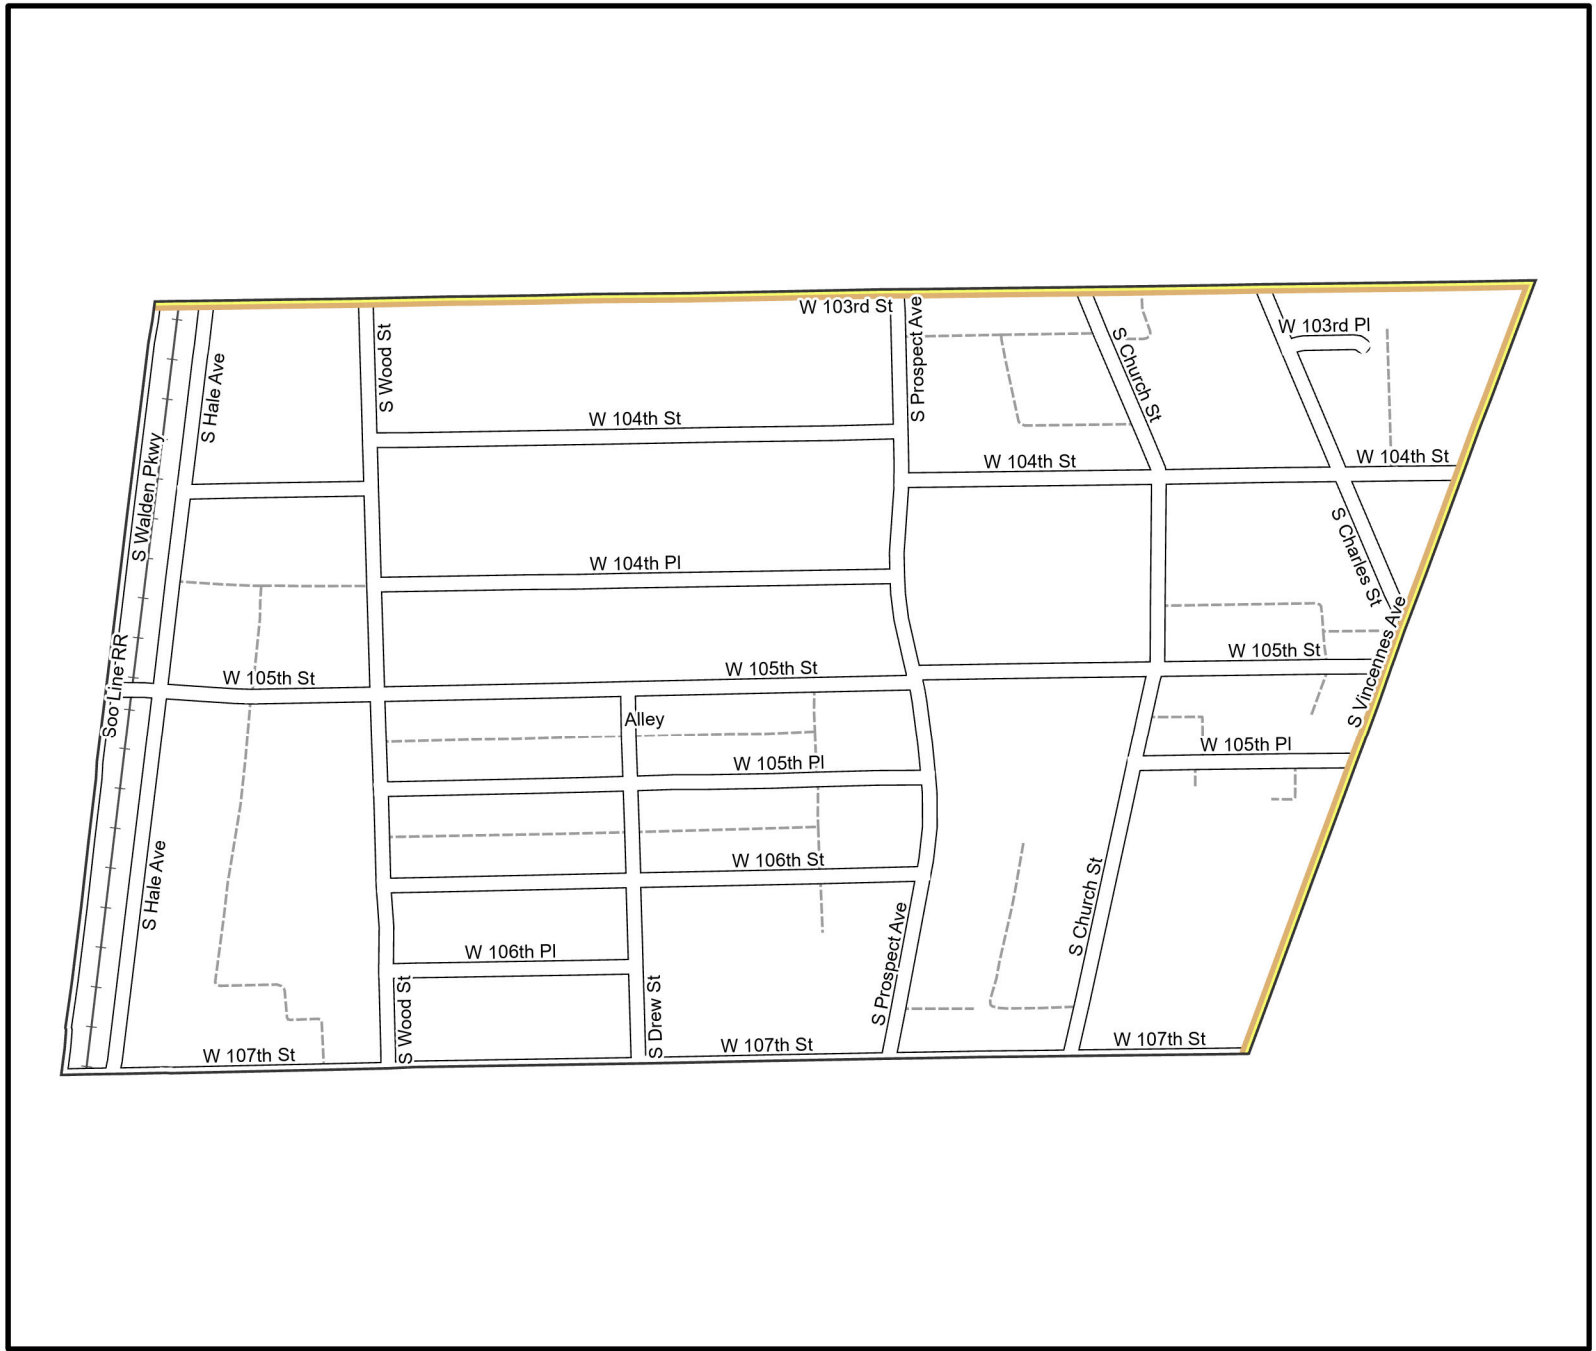 W 103rd St
S Prospect Ave
W 103rd Pl
S Church St
S Wood St
S Hale Ave
W 104th St
W 104th St
W 104th St
S Walden Pkwy
S Charles St
W 104th Pl
S Vincennes Ave
Soo Line RR
W 105th St
W 105th St
W 105th St
Alley
W 105th Pl
W 105th Pl
W 106th St
S Hale Ave
S Church St
S Prospect Ave
W 106th Pl
S Wood St
S Drew St
W 107th St
W 107th St
W 107th St